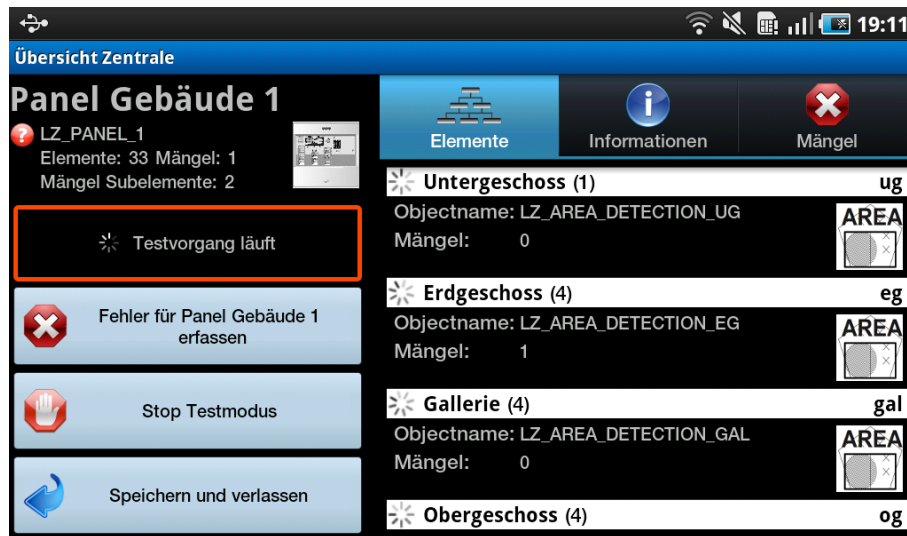 19:11
Übersicht Zentrale
Panel Gebäude 1
LZ_PANEL_1
Elemente: 33 Mängel: 1
Mängel Subelemente: 2
Testvorgang läuft
Fehler für Panel Gebäude 1
erfassen
Stop Testmodus
Speichern und verlassen
Elemente
Informationen
Mängel
Untergeschoss (1) ug
Objectname: LZ_AREA_DETECTION_UG
Mängel: 0
AREA
Erdgeschoss (4) eg
Objectname: LZ_AREA_DETECTION_EG
Mängel: 1
AREA
Gallerie (4) gal
Objectname: LZ_AREA_DETECTION_GAL
Mängel: 0
AREA
Obergeschoss (4) og